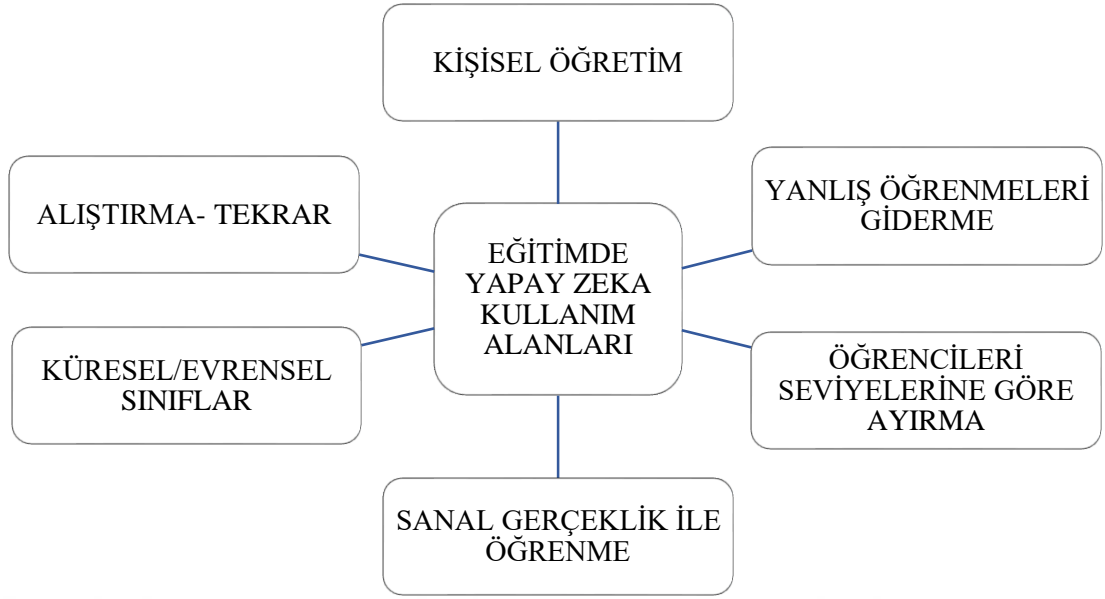 KİŞİSEL ÖĞRETİM
ALIŞTIRMA- TEKRAR
YANLIŞ ÖĞRENMELERİ
GİDERME
EĞİTİMDE
YAPAY ZEKA
KULLANIM
ALANLARI
KÜRESEL/EVRENSEL
SINIFLAR
ÖĞRENCİLERİ
SEVİYELERİNE GÖRE
AYIRMA
SANAL GERÇEKLİK İLE
ÖĞRENME